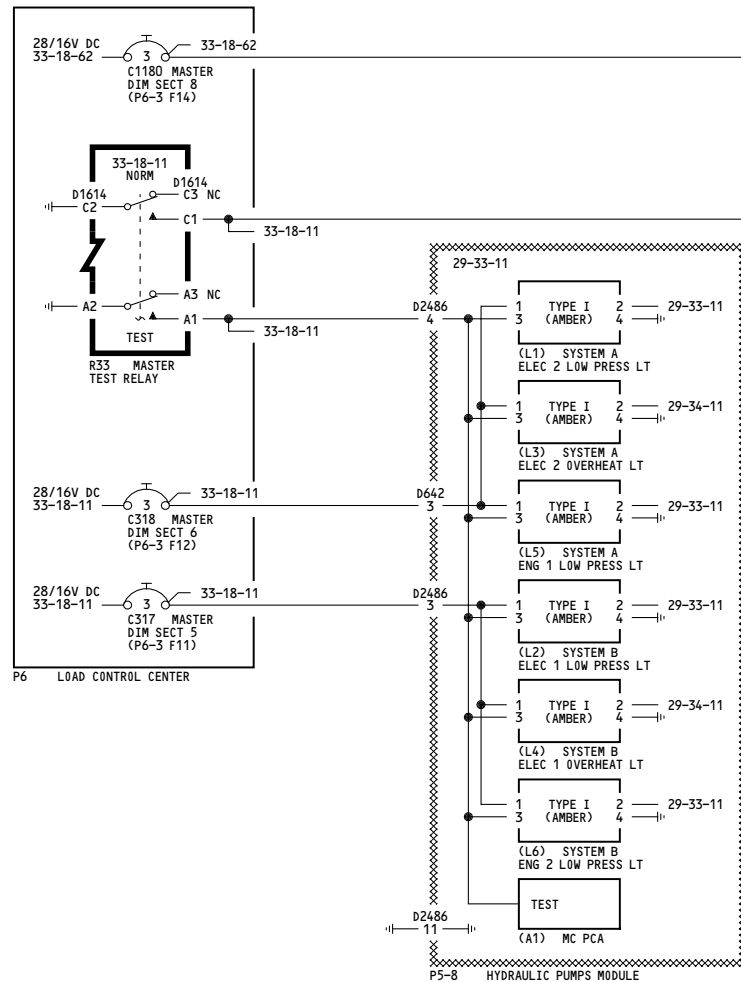 28/16V DC
33-18-62
3
33-18-62
C1180 MASTER
DIM SECT 8
(P6-3 F14)
33-18-11
NORM
D1614
C2
D1614
C3 NC
C1
33-18-11
A2
A3 NC
A1
33-18-11
TEST
R33 MASTER
TEST RELAY
28/16V DC
33-18-11
3
33-18-11
C318 MASTER
DIM SECT 6
(P6-3 F12)
28/16V DC
33-18-11
3
33-18-11
C317 MASTER
DIM SECT 5
(P6-3 F11)
P6 LOAD CONTROL CENTER
29-33-11
D2486
4
D642
3
D2486
3
D2486
11
1 TYPE I 2 29-33-11
3 (AMBER) 4
(L1) SYSTEM A
ELEC 2 LOW PRESS LT
1 TYPE I 2 29-34-11
3 (AMBER) 4
(L3) SYSTEM A
ELEC 2 OVERHEAT LT
1 TYPE I 2 29-33-11
3 (AMBER) 4
(L5) SYSTEM A
ENG 1 LOW PRESS LT
1 TYPE I 2 29-33-11
3 (AMBER) 4
(L2) SYSTEM B
ELEC 1 LOW PRESS LT
1 TYPE I 2 29-34-11
3 (AMBER) 4
(L4) SYSTEM B
ELEC 1 OVERHEAT LT
1 TYPE I 2 29-33-11
3 (AMBER) 4
(L6) SYSTEM B
ENG 2 LOW PRESS LT
TEST
(A1) MC PCA
P5-8 HYDRAULIC PUMPS MODULE